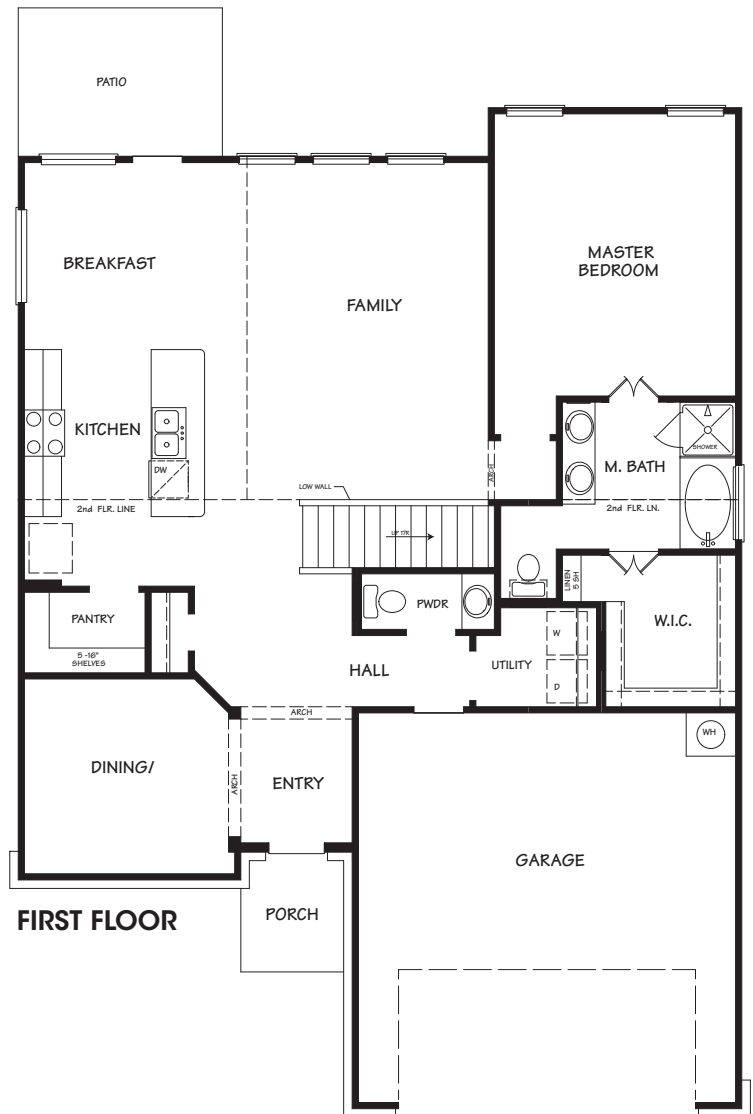 PATIO
BREAKFAST
MASTER
BEDROOM
FAMILY
KITCHEN
DW
SHOWER
M. BATH
ARCH
LOW WALL
2nd FLR. LINE
2nd FLR. LN.
UP 17R
LINEN
5 SH
PANTRY
PWDR
W.I.C.
W
5 -16"
SHELVES
HALL
UTILITY
D
ARCH
WH
DINING/
ARCH
ENTRY
GARAGE
FIRST FLOOR
PORCH